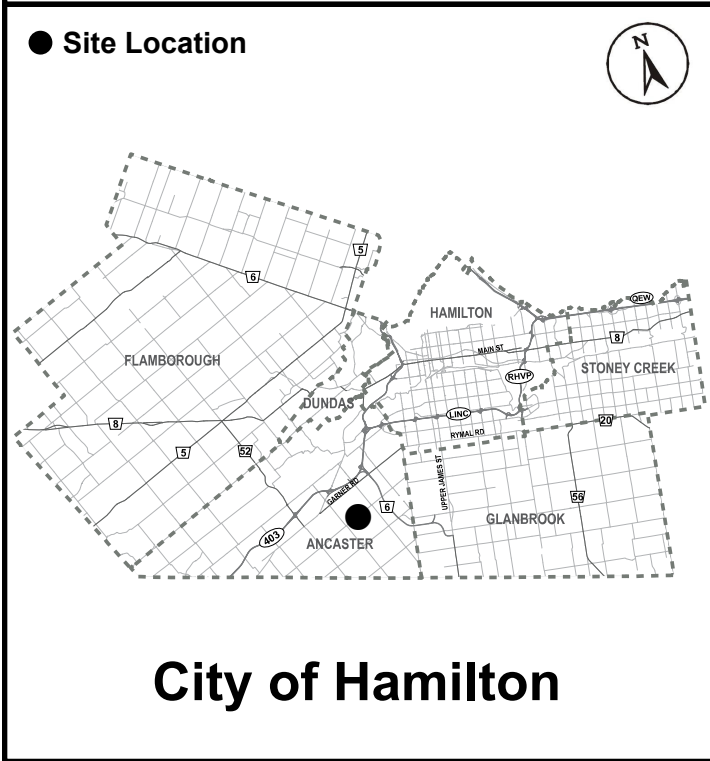 Site Location
N
5
6
HAMILTON
QEW
8
MAIN ST
FLAMBOROUGH
STONEY CREEK
RHVP
DUNDAS
LINC
20
8
RYMAL RD
5
52
UPPER JAMES ST
GARNER RD
56
6
GLANBROOK
403
ANCASTER
City of Hamilton